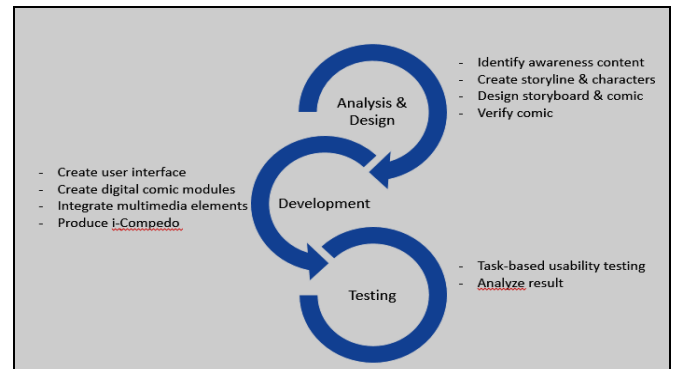 Analysis &
Design
- Identify awareness content
- Create storyline & characters
- Design storyboard & comic
- Verify comic
- Create user interface
- Create digital comic modules
- Integrate multimedia elements
- Produce i-Compedo
Development
Testing
- Task-based usability testing
- Analyze result